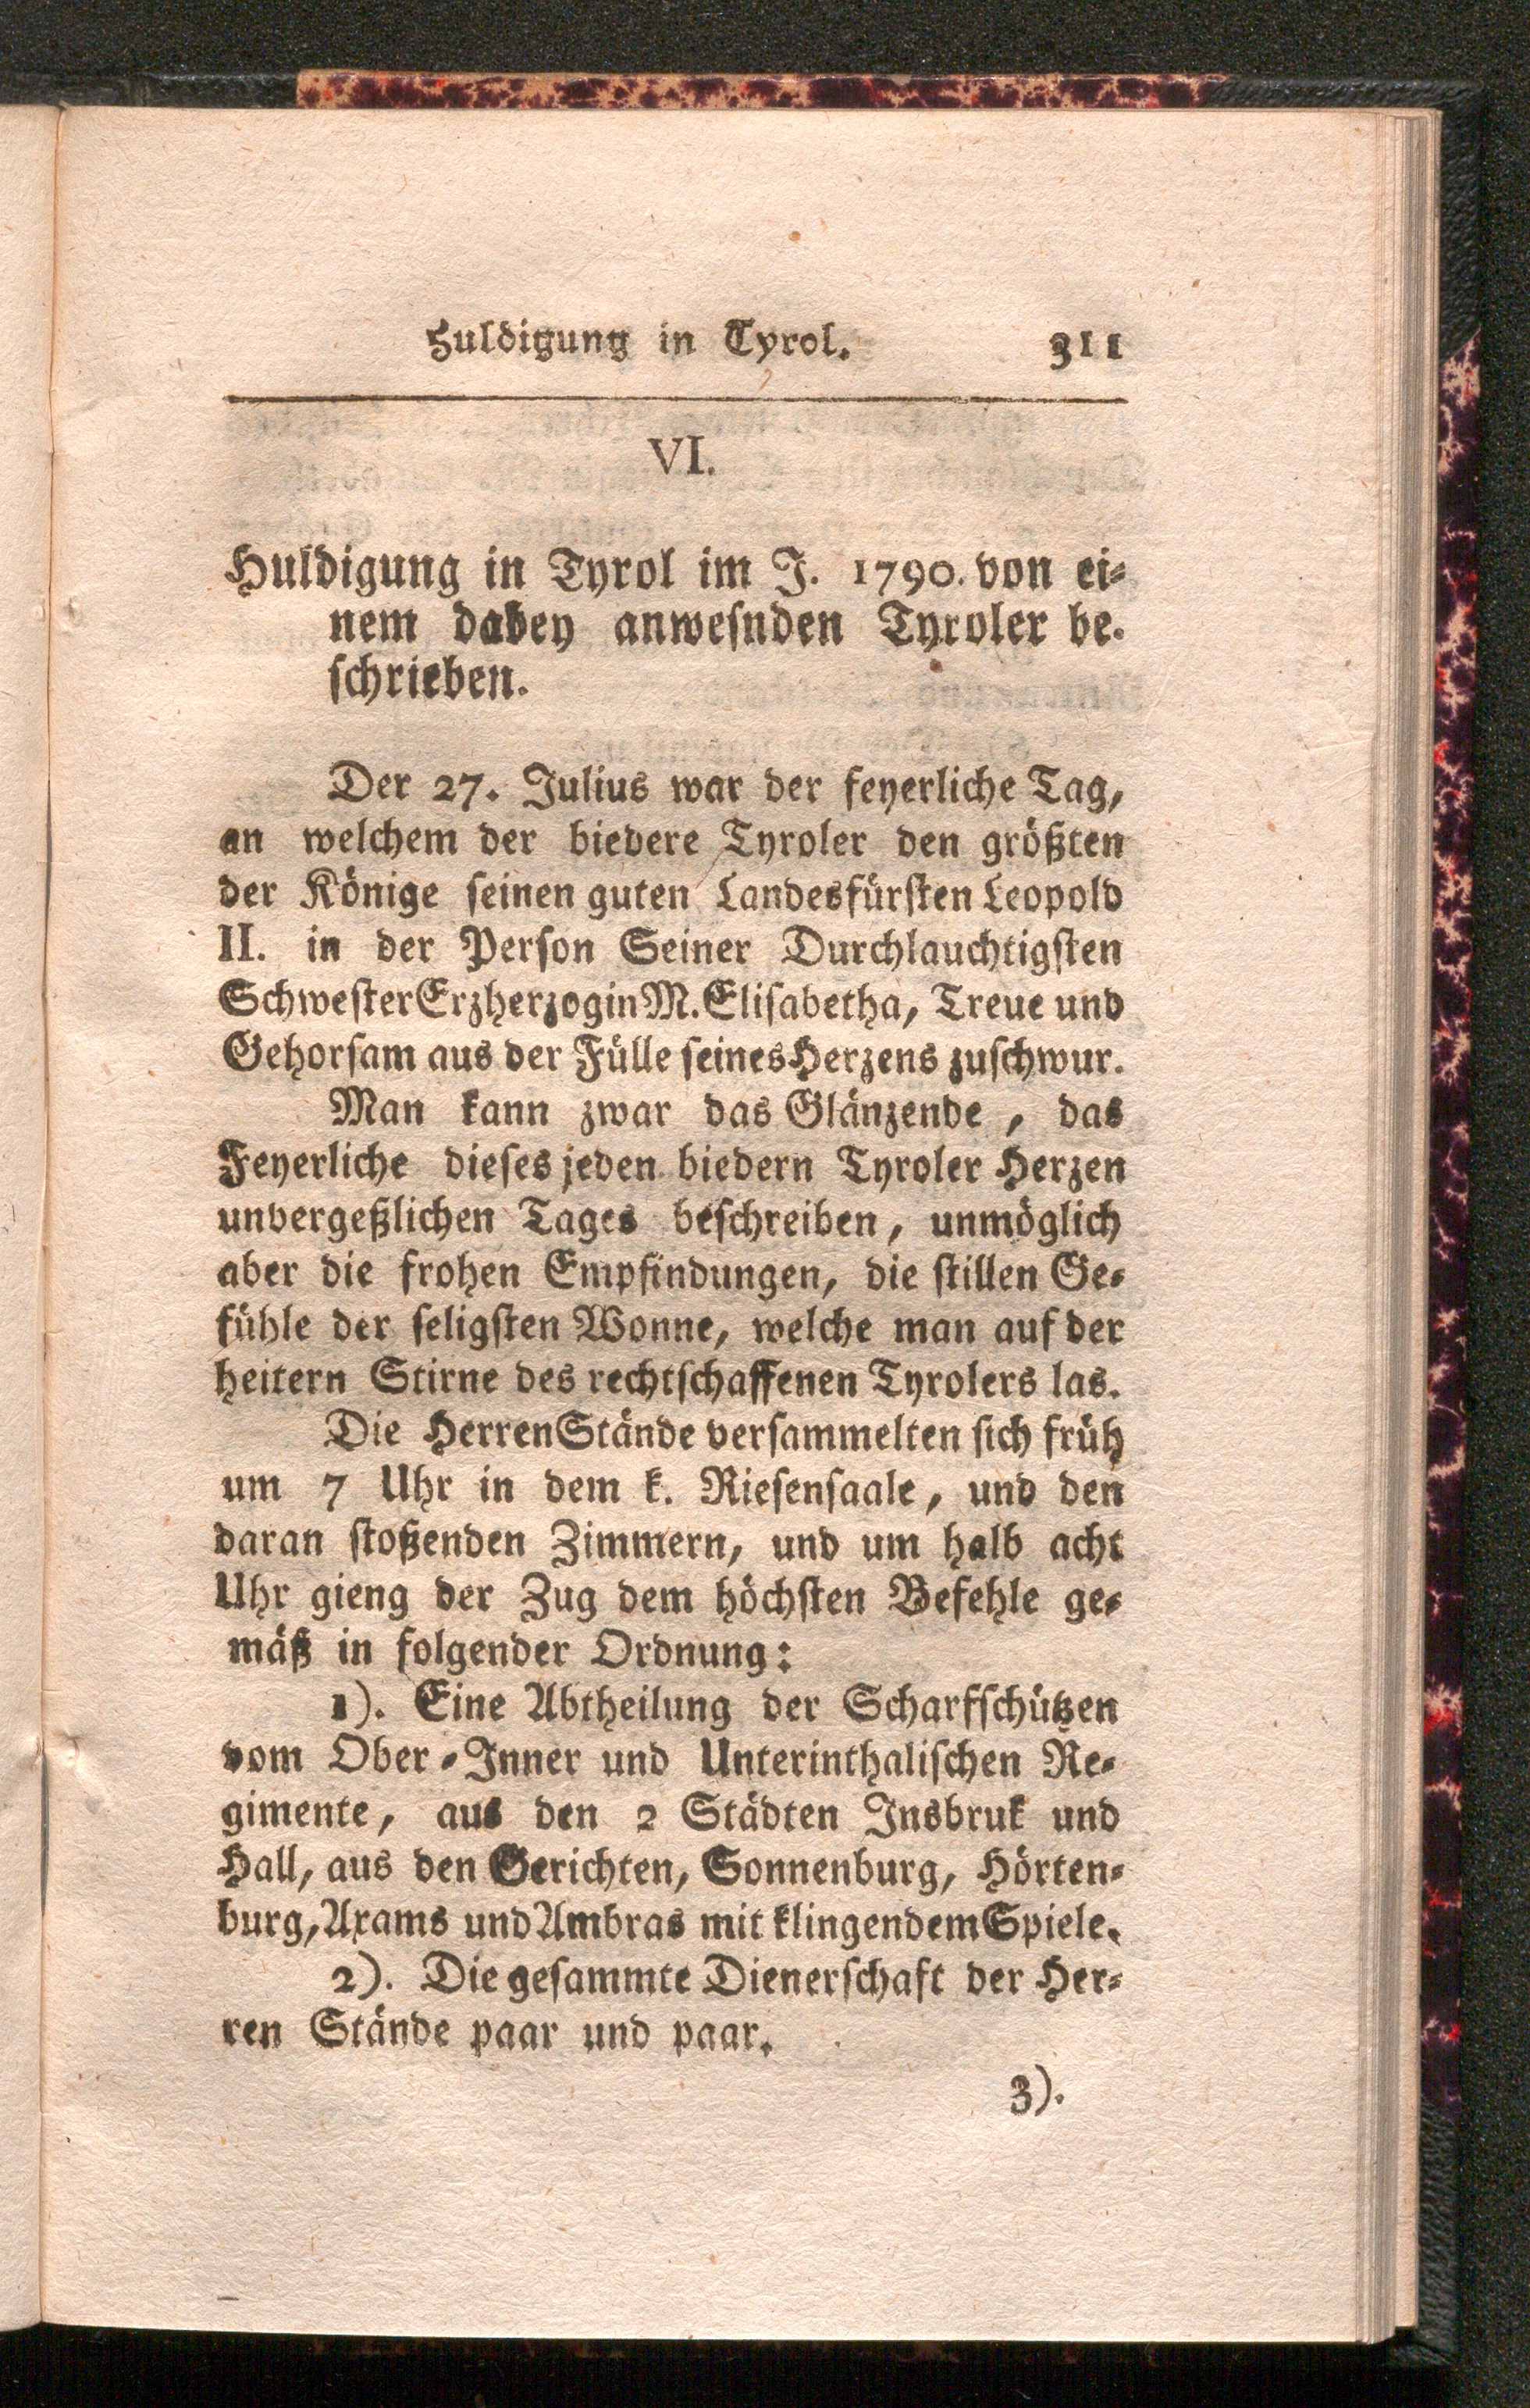 Huldigung in Tyrol. 311
VI.
Huldigung in Tyrol im J. 1790. von ei-
nem dabey anwesnden Tyroler be-
schrieben.
Der 27. Julius war der feyerliche Tag,
an welchem der biedere Tyroler den größten
der Könige seinen guten Landesfürsten Leopold
II. in der Person Seiner Durchlauchtigsten
Schwester Erzherzogin M. Elisabetha, Treue und
Gehorsam aus der Fülle seines Herzens zuschwur.
Man kann zwar das Glänzende, das
Feyerliche dieses jeden biedern Tyroler Herzen
unvergeßlichen Tages beschreiben, unmöglich
aber die frohen Empfindungen, die stillen Ge-
fühle der seligsten Wonne, welche man auf der
heitern Stirne des rechtschaffenen Tyrolers las.
Die Herren Stände versammelten sich früh
um 7 Uhr in dem k. Riesensaale, und den
daran stoßenden Zimmern, und um halb acht
Uhr gieng der Zug dem höchsten Befehle ge-
mäß in folgender Ordnung:
1). Eine Abtheilung der Scharfschützen
vom Ober-Inner und Unterinthalischen Re-
gimente, aus den 2 Städten Insbruk und
Hall, aus den Gerichten, Sonnenburg, Hörten-
burg, Axams und Ambras mit klingendem Spiele.
2). Die gesammte Dienerschaft der Her-
ren Stände paar und paar.
3).